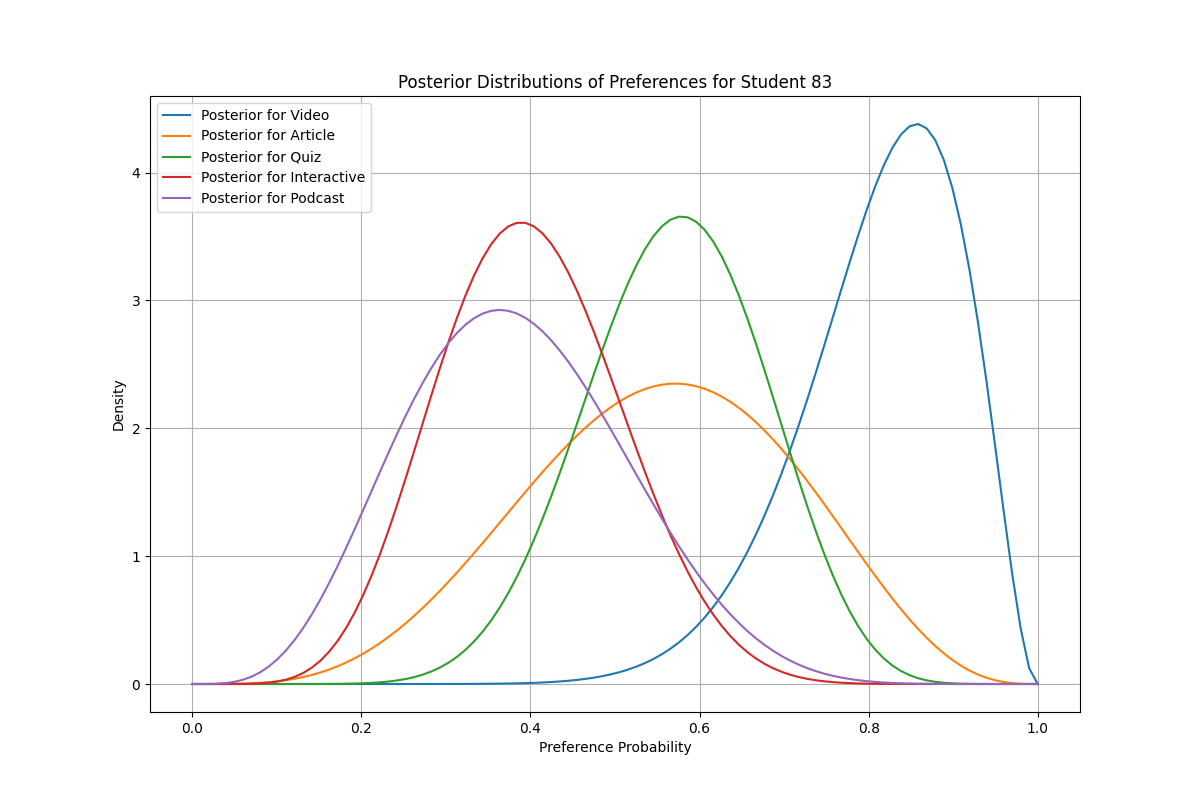 Posterior Distributions of Preferences for Student 83
Posterior for Video
Posterior for Article
Posterior for Quiz
Posterior for Interactive
Posterior for Podcast
Density
4
3
2
1
0
0.0 0.2 0.4 0.6 0.8 1.0
Preference Probability